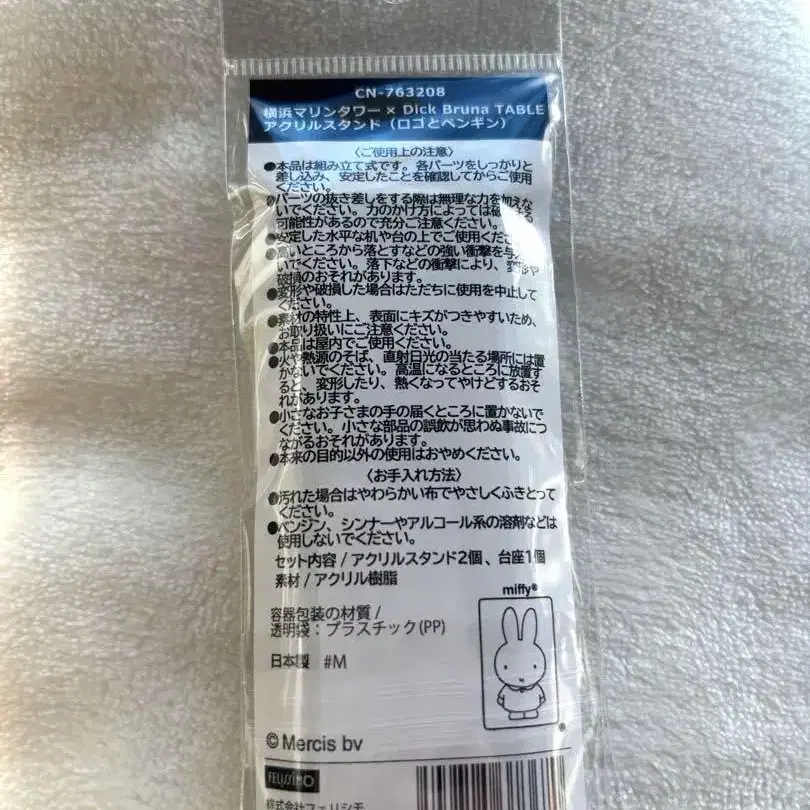 CN-763208
横浜マリンタワー × Dick Bruna TABLE
アクリルスタンド（ロゴとペンギン）
〈ご使用上の注意〉
●本品は組み立て式です。各パーツをしっかりと
差し込み、安定したことを確認してからご使用
ください。
●パーツの抜き差しをする際は無理な力を加えな
いでください。力のかけ方によっては破損する
可能性があるので充分ご注意ください。
●安定した水平な机や台の上でご使用ください。
●高いところから落とすなどの強い衝撃を与えな
いでください。落下などの衝撃により、変形や
破損のおそれがあります。
●変形や破損した場合はただちに使用を中止して
ください。
●素材の特性上、表面にキズがつきやすいため、
お取り扱いにご注意ください。
●本品は屋内でご使用ください。
●火や熱源のそば、直射日光の当たる場所には置
かないでください。高温になるところに放置す
ると、変形したり、熱くなってやけどするおそ
れがあります。
●小さなお子さまの手の届くところに置かないで
ください。小さな部品の誤飲が思わぬ事故につ
ながるおそれがあります。
●本来の目的以外の使用はおやめください。
〈お手入れ方法〉
●汚れた場合はやわらかい布でやさしくふきとって
ください。
●ベンジン、シンナーやアルコール系の溶剤などは
使用しないでください。
セット内容 / アクリルスタンド2個、台座1個
素材 / アクリル樹脂
miffy®
容器包装の材質 /
透明袋：プラスチック(PP)
日本製 #M
®
© Mercis bv
FELISSIMO
株式会社フェリシモ